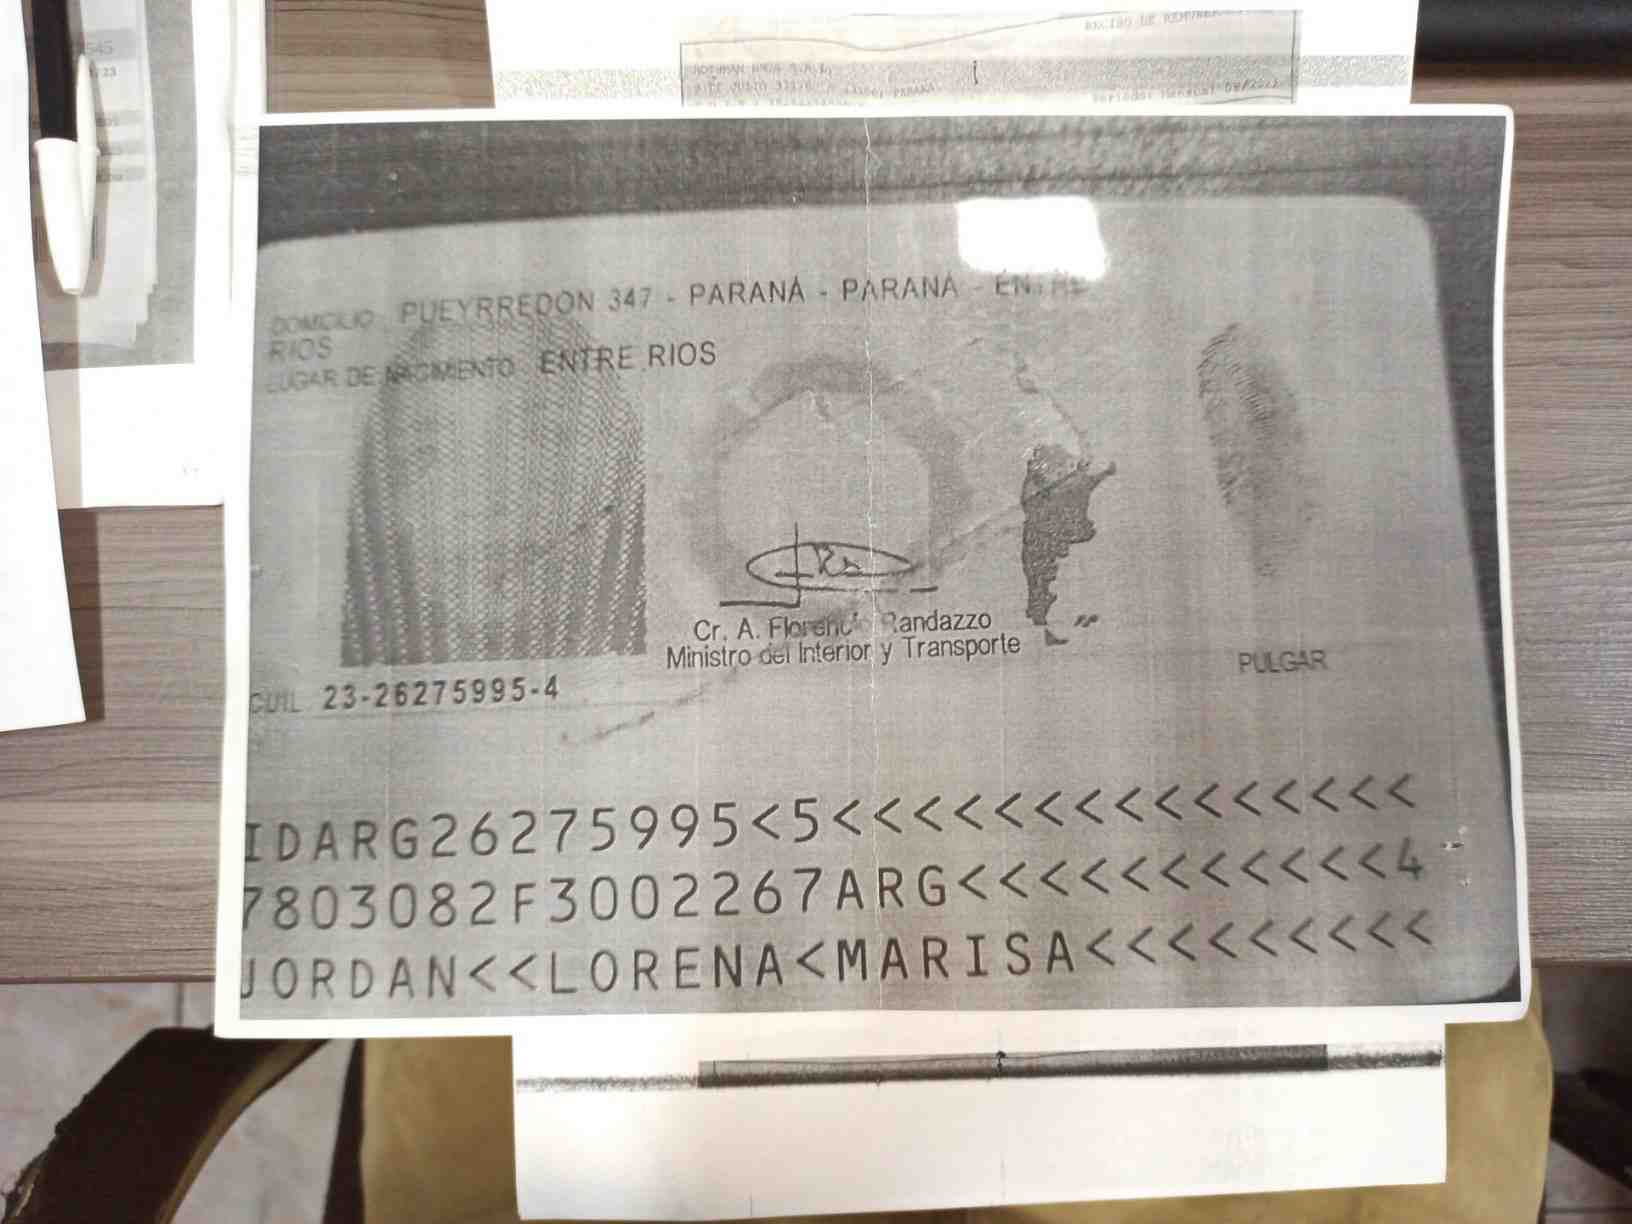 DOMICILIO PUEYRREDON 347 - PARANÁ - PARANÁ - ENTRE
RIOS
LUGAR DE NACIMIENTO ENTRE RIOS
Cr. A. Florencio Randazzo
Ministro del Interior y Transporte
PULGAR
CUIL 23-26275995-4
IDARG26275995<5<<<<<<<<<<<<<<<
7803082F3002267ARG<<<<<<<<<<<4
JORDAN<<LORENA<MARISA<<<<<<<<<